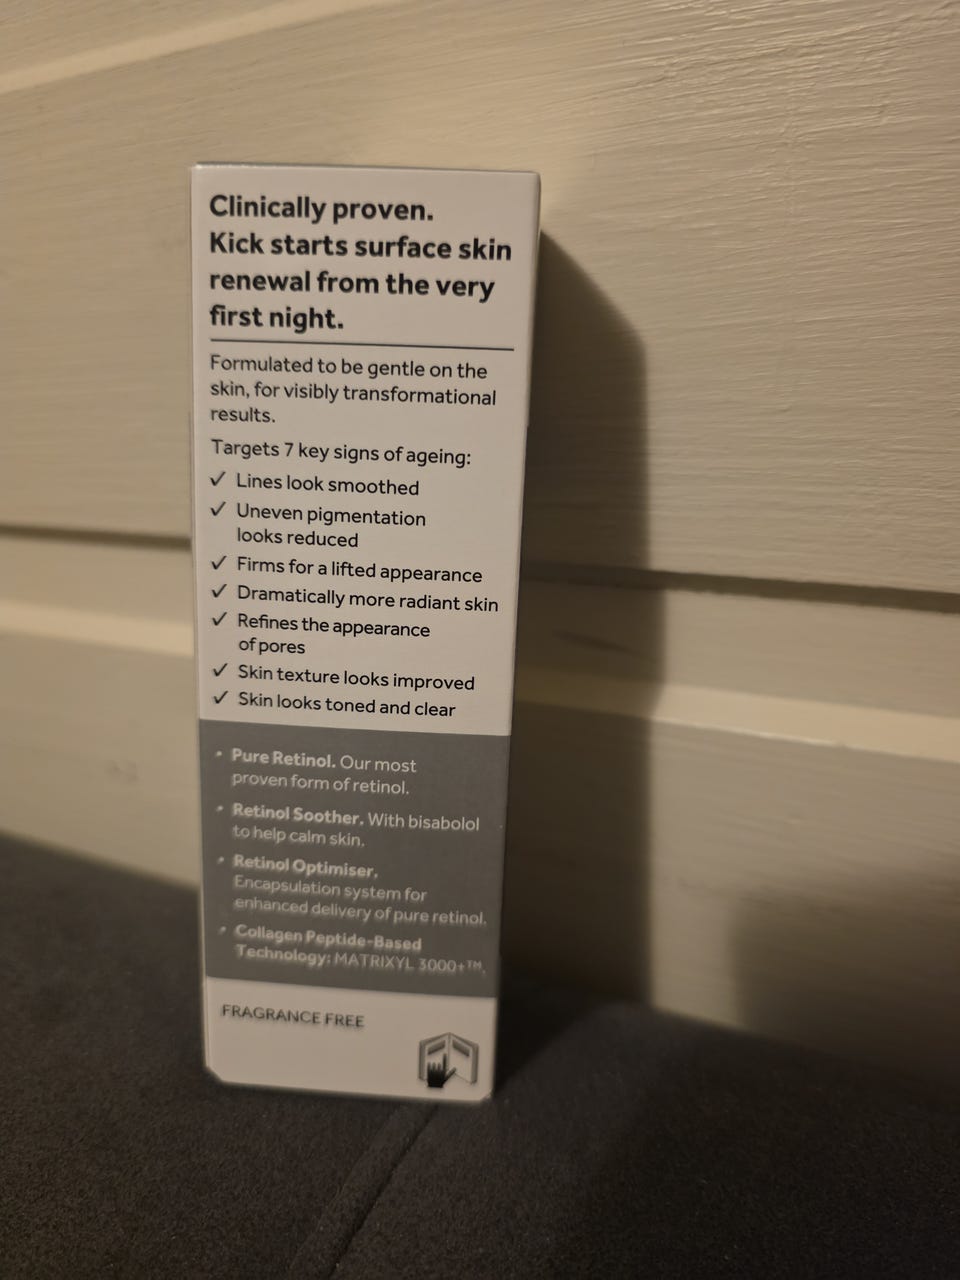 Clinically proven.
Kick starts surface skin
renewal from the very
first night.
Formulated to be gentle on the
skin, for visibly transformational
results.
Targets 7 key signs of ageing:
✓ Lines look smoothed
✓ Uneven pigmentation
looks reduced
✓ Firms for a lifted appearance
✓ Dramatically more radiant skin
✓ Refines the appearance
of pores
✓ Skin texture looks improved
✓ Skin looks toned and clear
• Pure Retinol. Our most
proven form of retinol.
• Retinol Soother. With bisabolol
to help calm skin.
• Retinol Optimiser.
Encapsulation system for
enhanced delivery of pure retinol.
• Collagen Peptide-Based
Technology: MATRIXYL 3000+™.
FRAGRANCE FREE